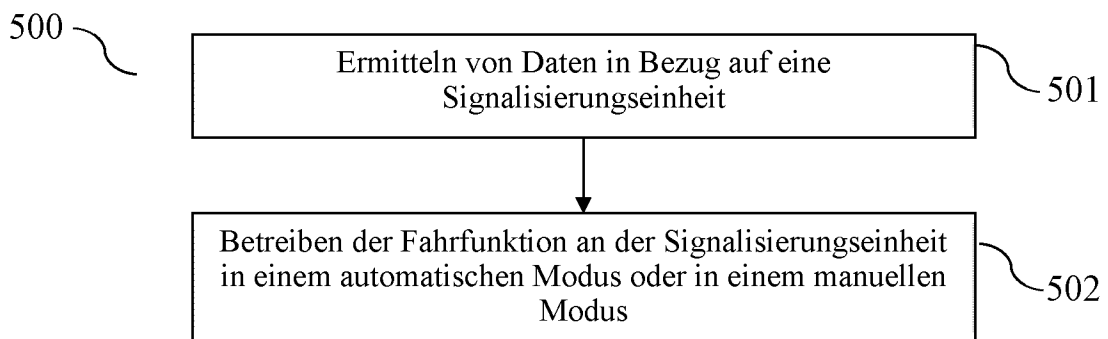 500
Ermitteln von Daten in Bezug auf eine
Signalisierungseinheit
501
Betreiben der Fahrfunktion an der Signalisierungseinheit
in einem automatischen Modus oder in einem manuellen
Modus
502